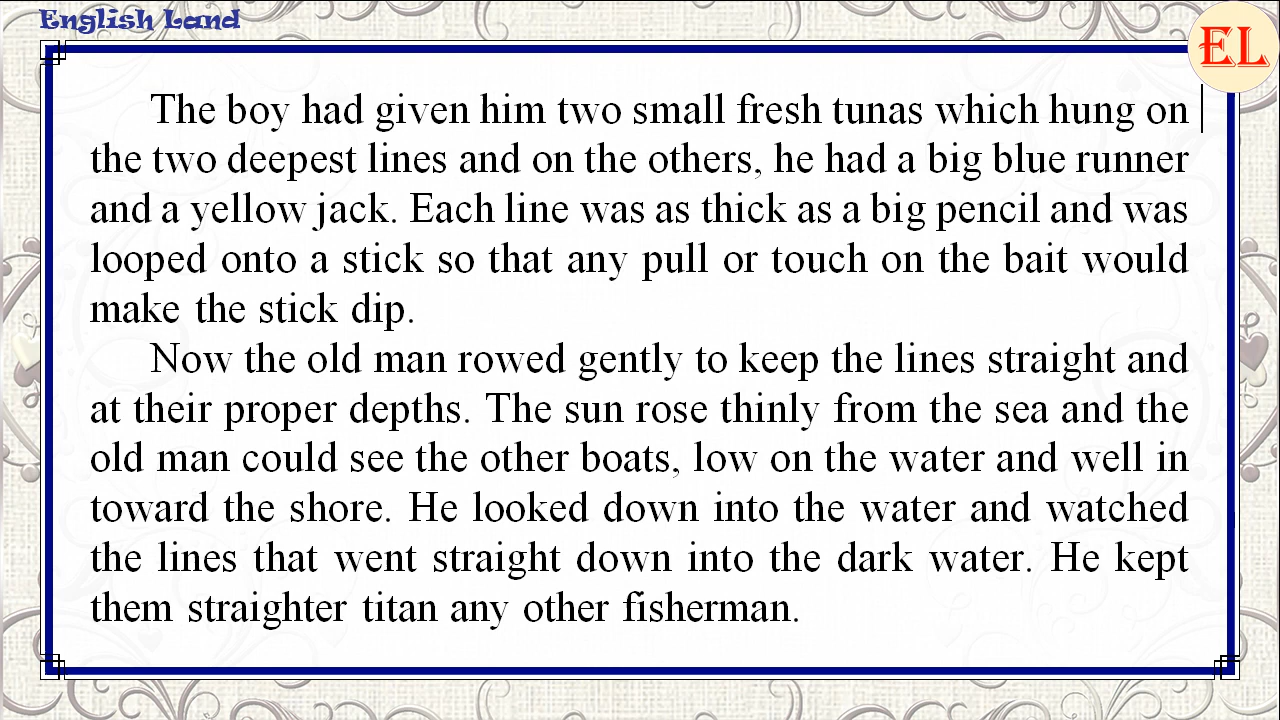 English Land
EL
The boy had given him two small fresh tunas which hung on
the two deepest lines and on the others, he had a big blue runner
and a yellow jack. Each line was as thick as a big pencil and was
looped onto a stick so that any pull or touch on the bait would
make the stick dip.
Now the old man rowed gently to keep the lines straight and
at their proper depths. The sun rose thinly from the sea and the
old man could see the other boats, low on the water and well in
toward the shore. He looked down into the water and watched
the lines that went straight down into the dark water. He kept
them straighter titan any other fisherman.